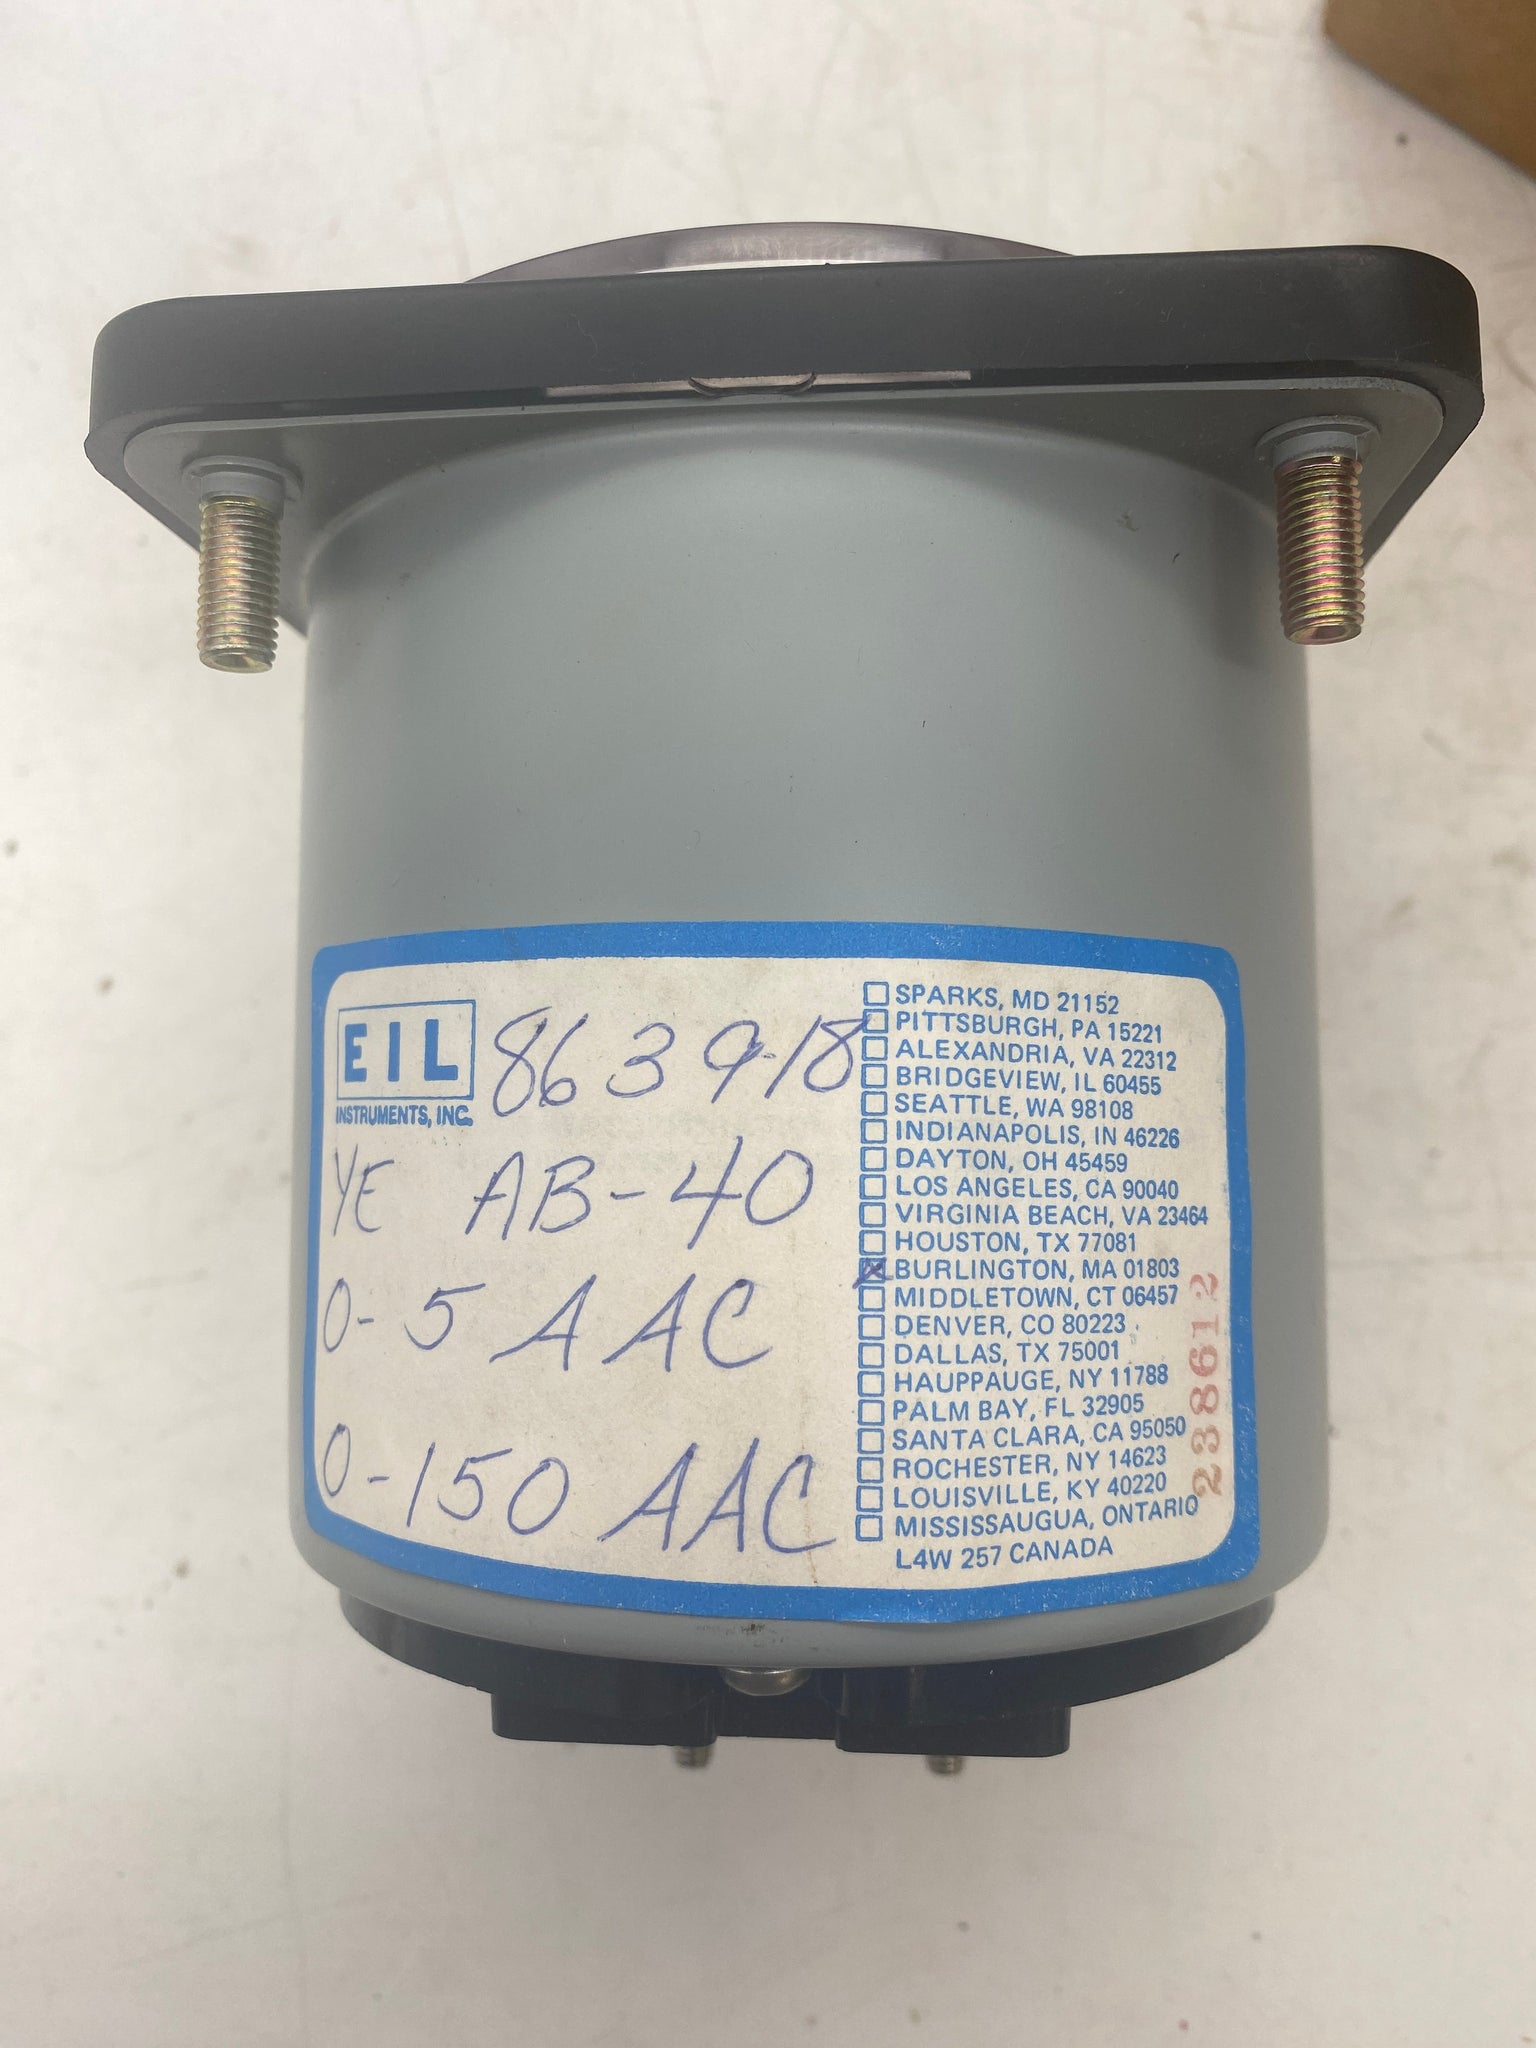 EIL
INSTRUMENTS, INC.
8639-18
YE AB-40
0-5 A AC
0-150 A AC
SPARKS, MD 21152
PITTSBURGH, PA 15221
ALEXANDRIA, VA 22312
BRIDGEVIEW, IL 60455
SEATTLE, WA 98108
INDIANAPOLIS, IN 46226
DAYTON, OH 45459
LOS ANGELES, CA 90040
VIRGINIA BEACH, VA 23464
HOUSTON, TX 77081
BURLINGTON, MA 01803
MIDDLETOWN, CT 06457
DENVER, CO 80223
DALLAS, TX 75001
HAUPPAUGE, NY 11788
PALM BAY, FL 32905
SANTA CLARA, CA 95050
ROCHESTER, NY 14623
LOUISVILLE, KY 40220
MISSISSAUGUA, ONTARIO
L4W 257 CANADA
238612